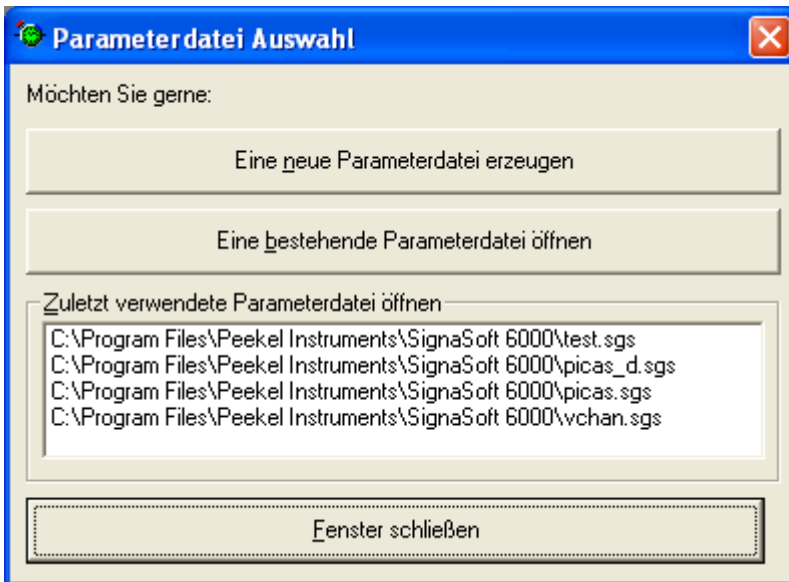 Parameterdatei Auswahl
Möchten Sie gerne:
Eine neue Parameterdatei erzeugen
Eine bestehende Parameterdatei öffnen
Zuletzt verwendete Parameterdatei öffnen
C:\Program Files\Peekel Instruments\SignaSoft 6000\test.sgs
C:\Program Files\Peekel Instruments\SignaSoft 6000\picas_d.sgs
C:\Program Files\Peekel Instruments\SignaSoft 6000\picas.sgs
C:\Program Files\Peekel Instruments\SignaSoft 6000\vchan.sgs
Fenster schließen